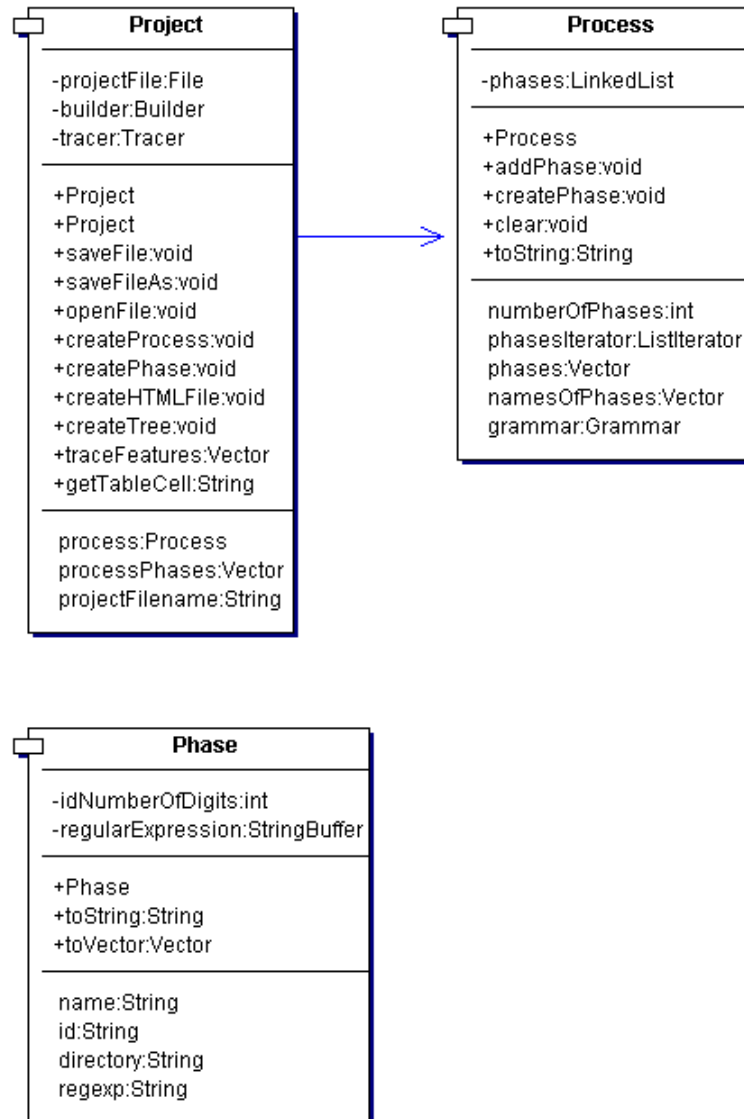 Project
-projectFile:File
-builder:Builder
-tracer:Tracer
+Project
+Project
+saveFile:void
+saveFileAs:void
+openFile:void
+createProcess:void
+createPhase:void
+createHTMLFile:void
+createTree:void
+traceFeatures:Vector
+getTableCell:String
process:Process
processPhases:Vector
projectFilename:String
Process
-phases:LinkedList
+Process
+addPhase:void
+createPhase:void
+clear:void
+toString:String
numberOfPhases:int
phasesIterator:ListIterator
phases:Vector
namesOfPhases:Vector
grammar:Grammar
Phase
-idNumberOfDigits:int
-regularExpression:StringBuffer
+Phase
+toString:String
+toVector:Vector
name:String
id:String
directory:String
regexp:String